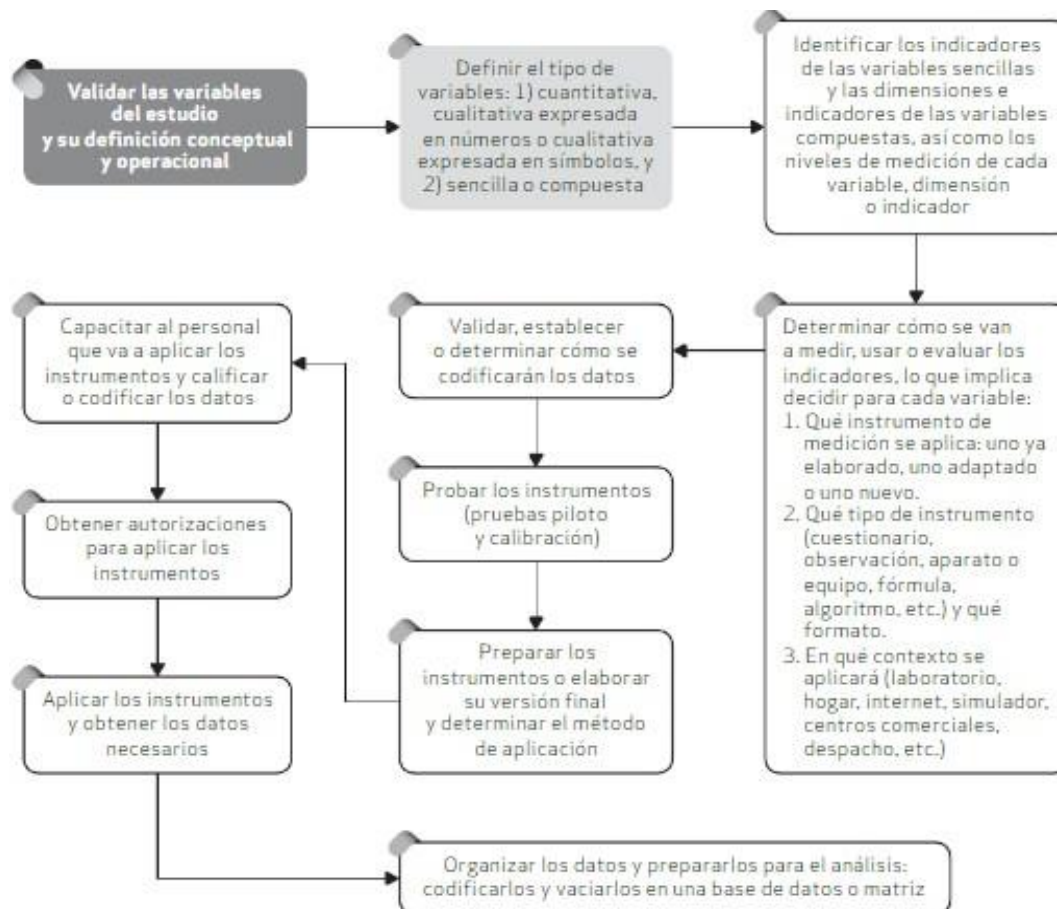 Validar las variables
del estudio
y su definición conceptual
y operacional
Definir el tipo de
variables: 1) cuantitativa,
cualitativa expresada
en números o cualitativa
expresada en símbolos, y
2) sencilla o compuesta
Identificar los indicadores
de las variables sencillas
y las dimensiones e
indicadores de las variables
compuestas, así como los
niveles de medición de cada
variable, dimensión
o indicador
Determinar cómo se van
a medir, usar o evaluar los
indicadores, lo que implica
decidir para cada variable:
1. Qué instrumento de
medición se aplica: uno ya
elaborado, uno adaptado
o uno nuevo.
2. Qué tipo de instrumento
(cuestionario,
observación, aparato o
equipo, fórmula,
algoritmo, etc.) y qué
formato.
3. En qué contexto se
aplicará (laboratorio,
hogar, internet, simulador,
centros comerciales,
despacho, etc.)
Validar, establecer
o determinar cómo se
codificarán los datos
Probar los instrumentos
(pruebas piloto
y calibración)
Preparar los
instrumentos o elaborar
su versión final
y determinar el método
de aplicación
Capacitar al personal
que va a aplicar los
instrumentos y calificar
o codificar los datos
Obtener autorizaciones
para aplicar los
instrumentos
Aplicar los instrumentos
y obtener los datos
necesarios
Organizar los datos y prepararlos para el análisis:
codificarlos y vaciarlos en una base de datos o matriz